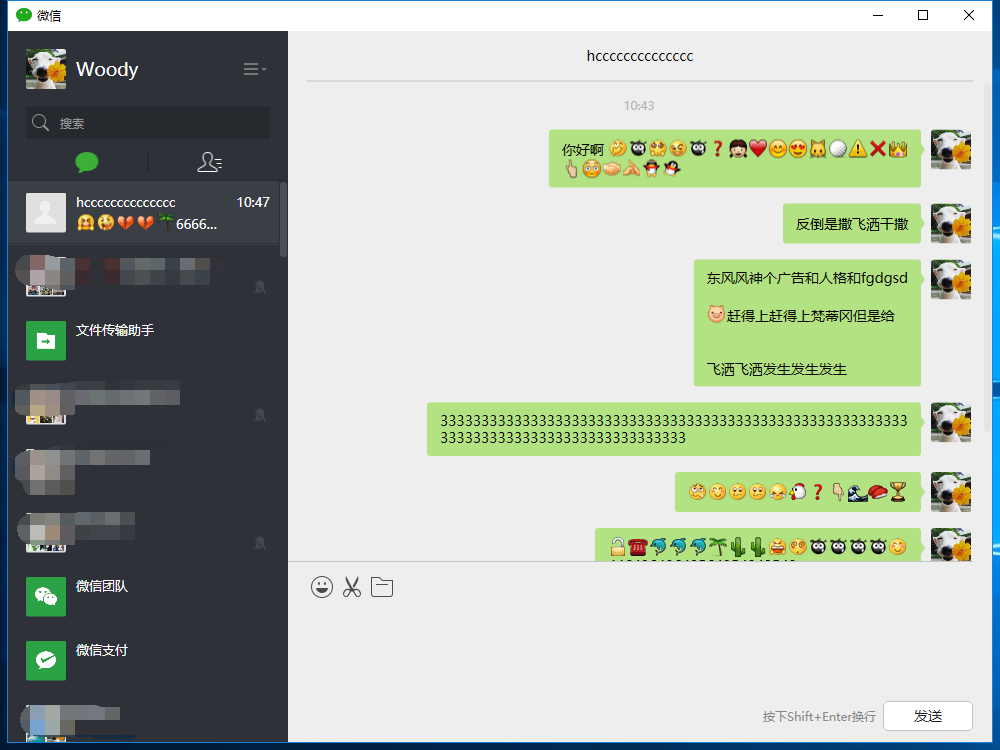 微信
Woody
搜索
hcccccccccccccc
10:47
6666...
文件传输助手
微信团队
微信支付
hcccccccccccccc
10:43
你好啊
反倒是撒飞洒干撒
东风风神个广告和人格和fgdgsd
赶得上赶得上梵蒂冈但是给
飞洒飞洒发生发生发生
按下Shift+Enter换行
发送